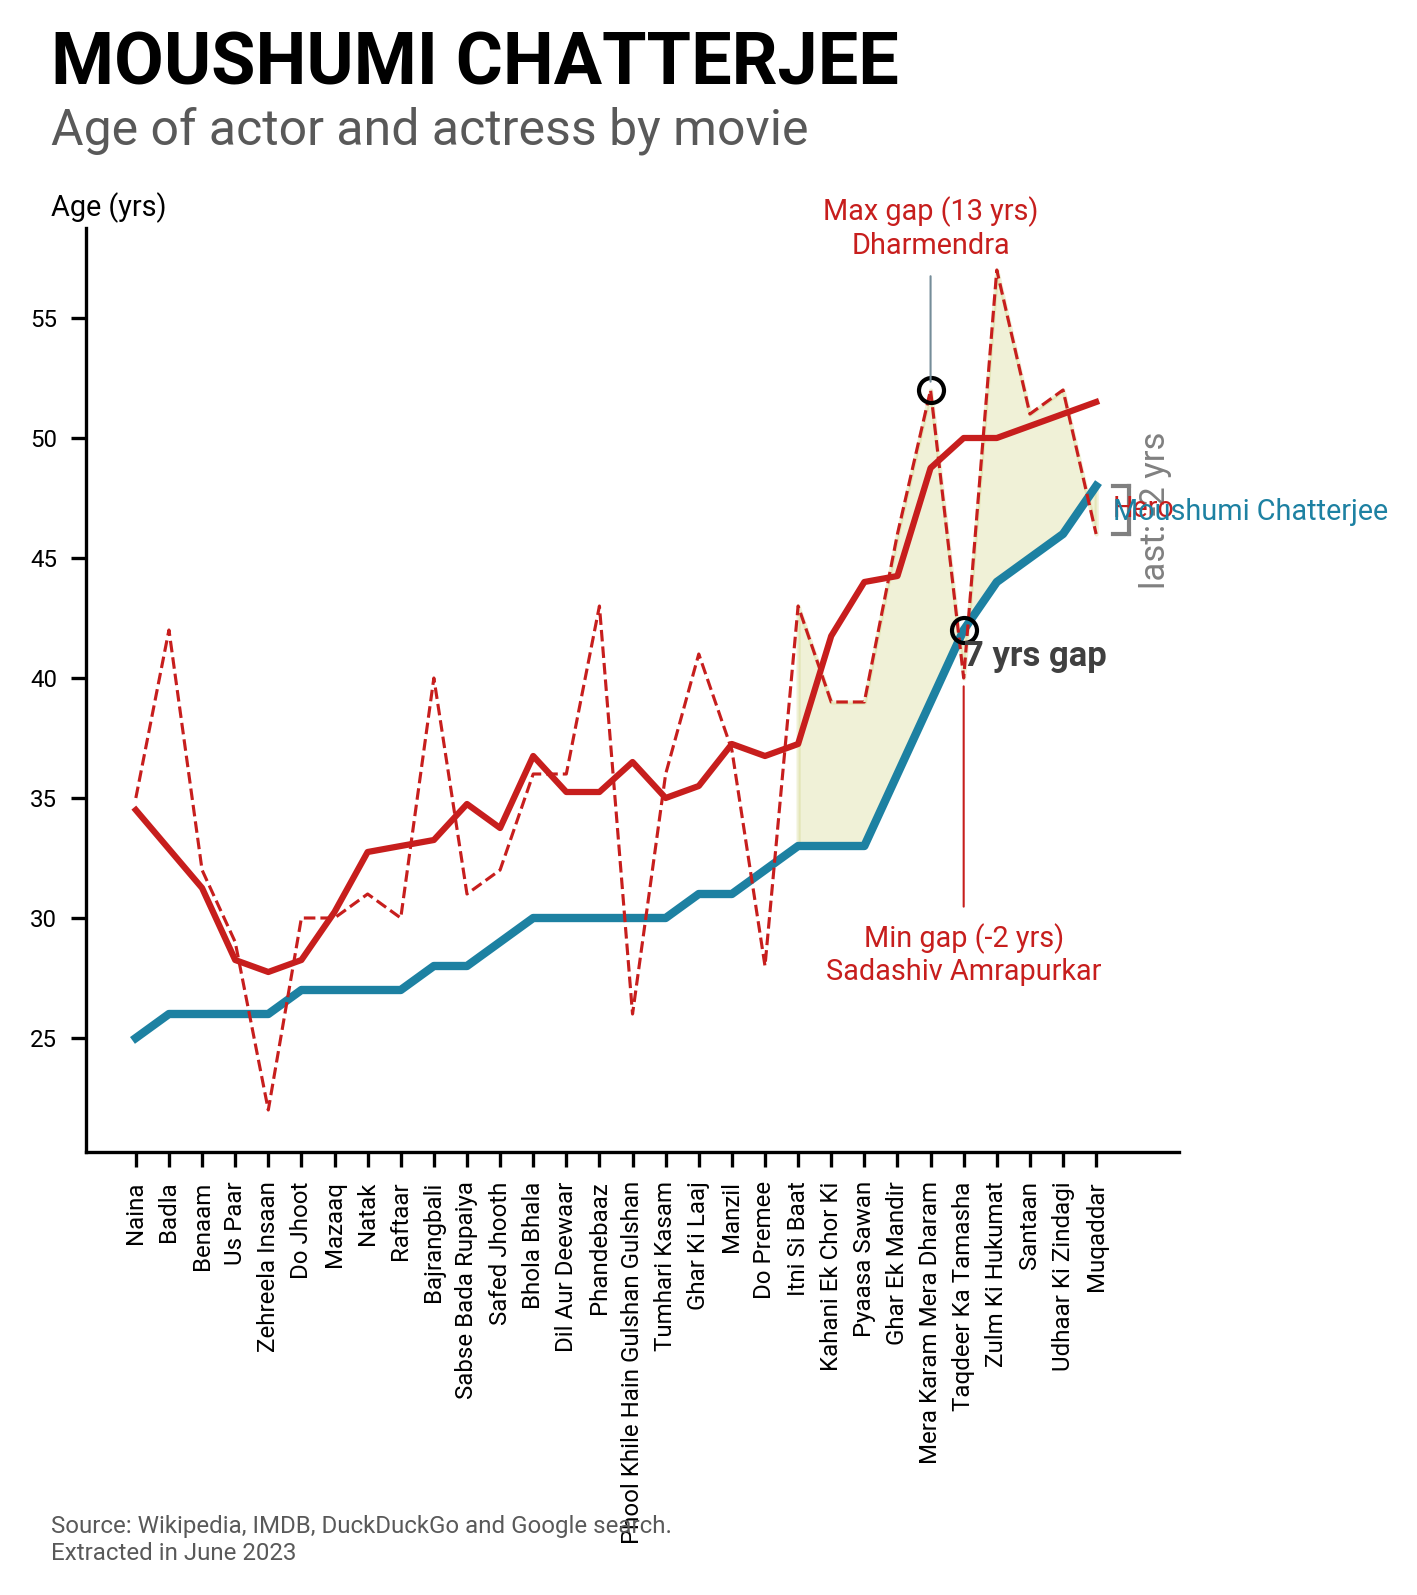 MOUSHUMI CHATTERJEE
Age of actor and actress by movie
Age (yrs)
Max gap (13 yrs)
Dharmendra
55
50
45
40
35
30
25
Hero
Moushumi Chatterjee
last: -2 yrs
7 yrs gap
Min gap (-2 yrs)
Sadashiv Amrapurkar
Naina
Badla
Benaam
Us Paar
Zehreela Insaan
Do Jhoot
Mazaaq
Natak
Raftaar
Bajrangbali
Sabse Bada Rupaiya
Safed Jhooth
Bhola Bhala
Dil Aur Deewaar
Phandebaaz
Phool Khile Hain Gulshan Gulshan
Tumhari Kasam
Ghar Ki Laaj
Manzil
Do Premee
Itni Si Baat
Kahani Ek Chor Ki
Pyaasa Sawan
Ghar Ek Mandir
Mera Karam Mera Dharam
Taqdeer Ka Tamasha
Zulm Ki Hukumat
Santaan
Udhaar Ki Zindagi
Muqaddar
Source: Wikipedia, IMDB, DuckDuckGo and Google search.
Extracted in June 2023